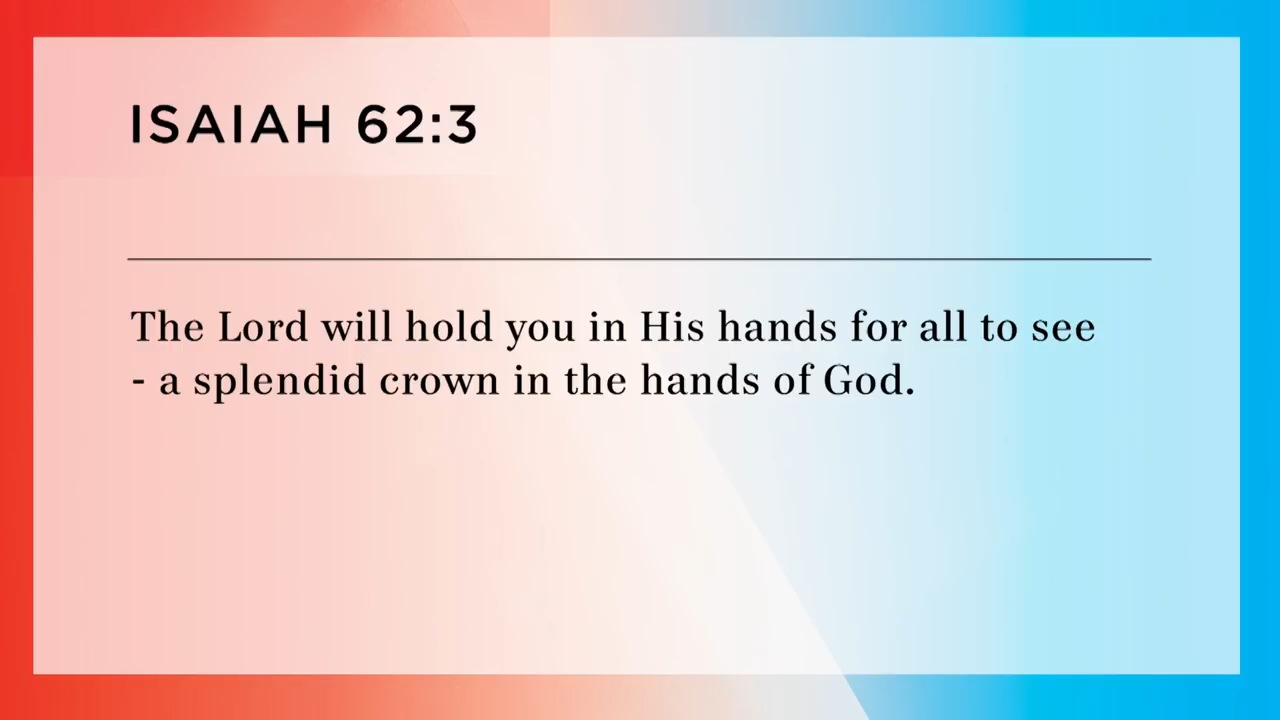 ISAIAH 62:3
The Lord will hold you in His hands for all to see
- a splendid crown in the hands of God.